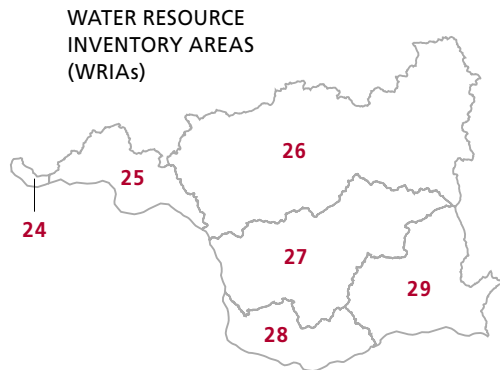 WATER RESOURCE
INVENTORY AREAS
(WRIAs)
26
25
24
27
29
28